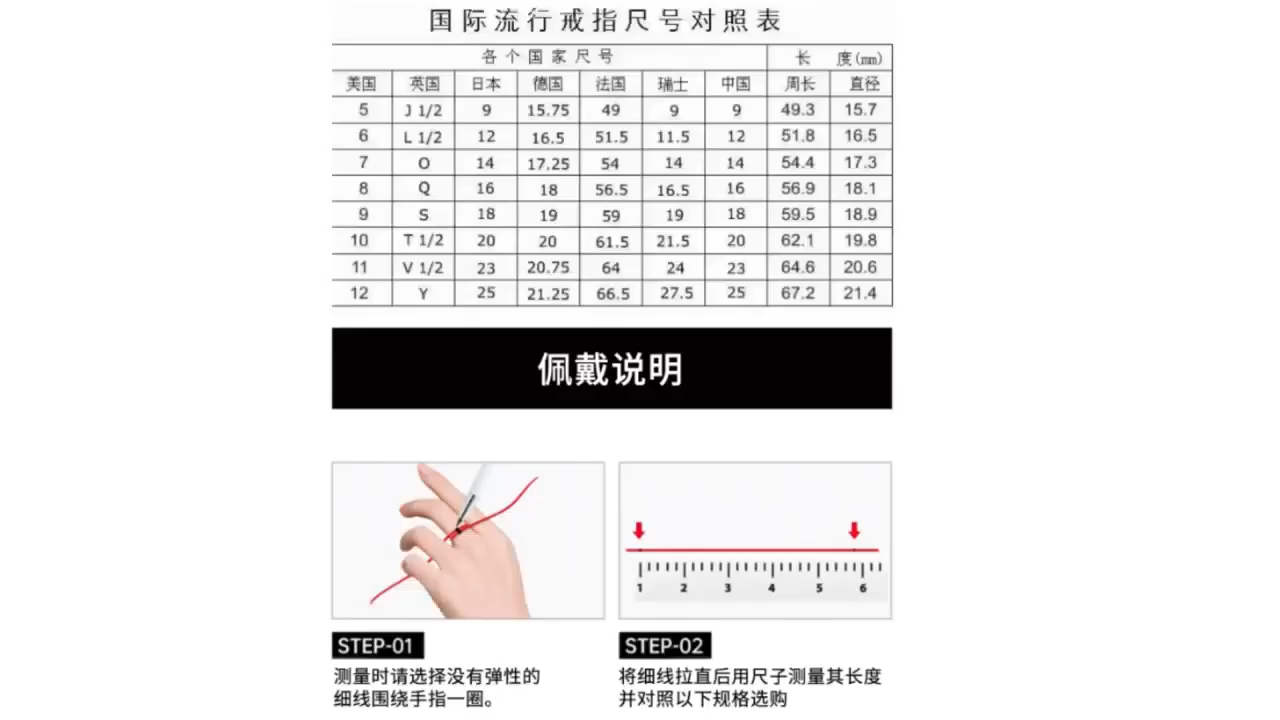 国际流行戒指尺号对照表
各个国家尺号 长 度(mm)
美国 英国 日本 德国 法国 瑞士 中国 周长 直径
5 J 1/2 9 15.75 49 9 9 49.3 15.7
6 L 1/2 12 16.5 51.5 11.5 12 51.8 16.5
7 O 14 17.25 54 14 14 54.4 17.3
8 Q 16 18 56.5 16.5 16 56.9 18.1
9 S 18 19 59 19 18 59.5 18.9
10 T 1/2 20 20 61.5 21.5 20 62.1 19.8
11 V 1/2 23 20.75 64 24 23 64.6 20.6
12 Y 25 21.25 66.5 27.5 25 67.2 21.4
佩戴说明
1 2 3 4 5 6
STEP-01
测量时请选择没有弹性的
细线围绕手指一圈。
STEP-02
将细线拉直后用尺子测量其长度
并对照以下规格选购